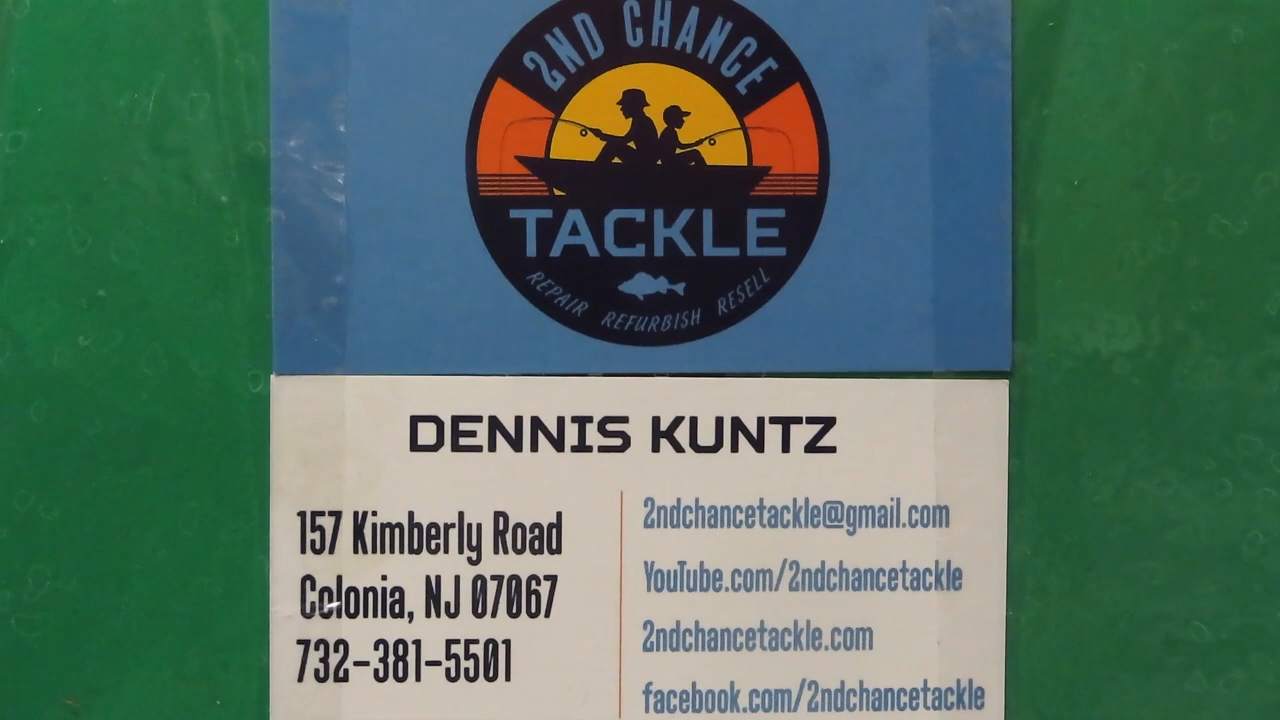 2ND CHANCE
TACKLE
REPAIR REFURBISH RESELL
DENNIS KUNTZ
157 Kimberly Road
Colonia, NJ 07067
732-381-5501
2ndchancetackle@gmail.com
YouTube.com/2ndchancetackle
2ndchancetackle.com
facebook.com/2ndchancetackle